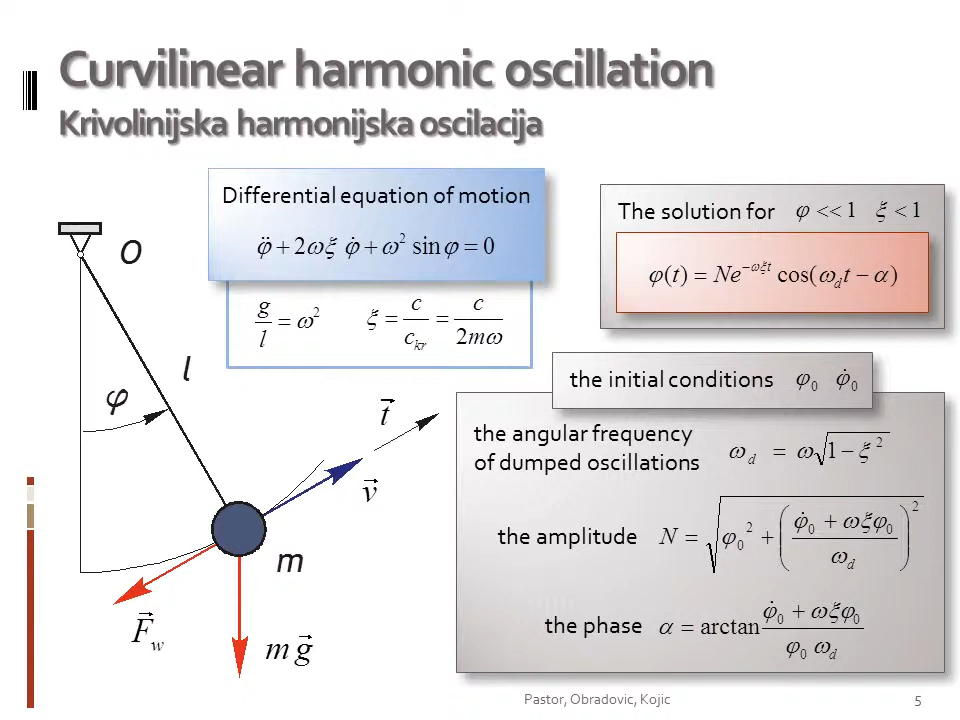 Curvilinear harmonic oscillation
Krivolinijska harmonijska oscilacija
Differential equation of motion
φ̈ + 2ωξ φ̇ + ω² sin φ = 0
g/l = ω²    ξ = c/c_kr = c/2mω
The solution for φ << 1  ξ < 1
φ(t) = Ne^(−ωξt) cos(ω_d t − α)
the initial conditions φ₀ φ̇₀
the angular frequency
of dumped oscillations ω_d = ω√(1 − ξ²)
the amplitude N = √(φ₀² + ((φ̇₀ + ωξφ₀)/ω_d)²)
the phase α = arctan (φ̇₀ + ωξφ₀)/(φ₀ ω_d)
O
l
φ
t⃗
v⃗
m
F⃗_w
m g⃗
Pastor, Obradovic, Kojic
5